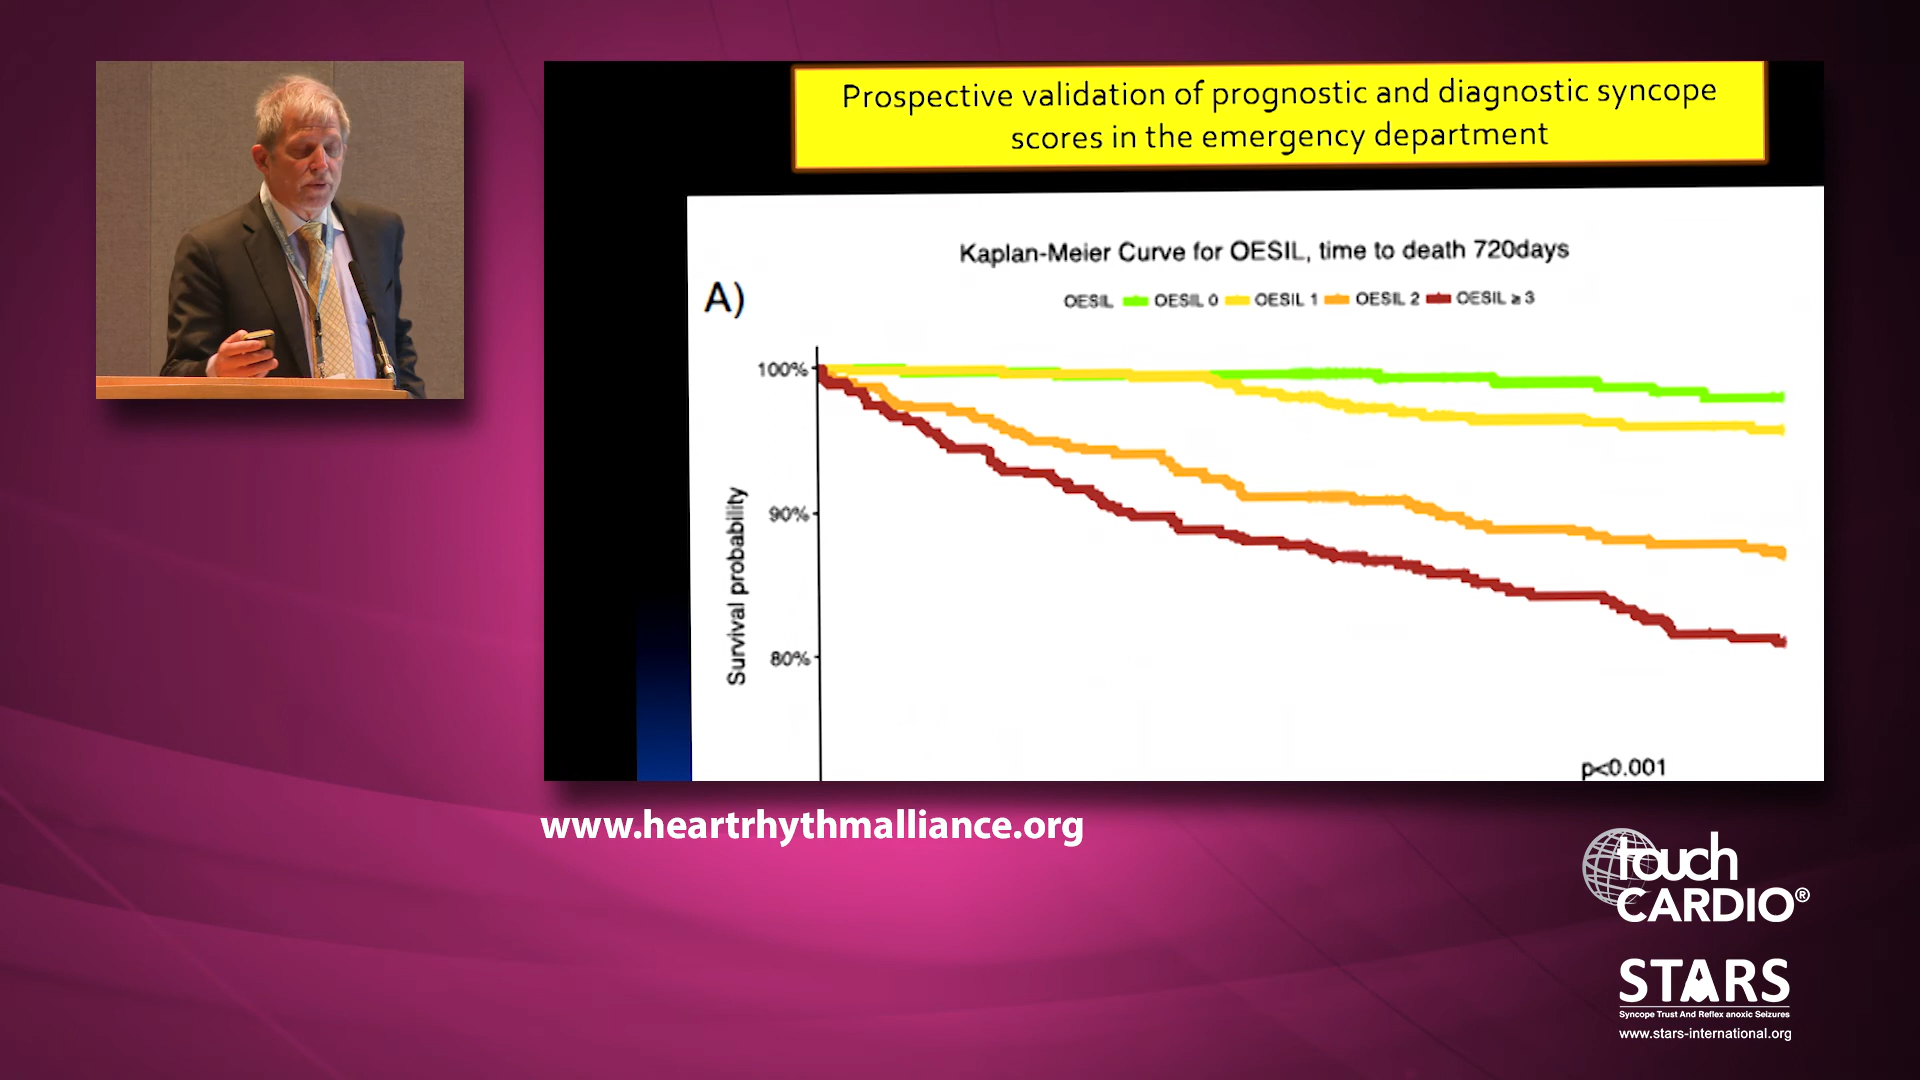 Prospective validation of prognostic and diagnostic syncope
scores in the emergency department
Kaplan-Meier Curve for OESIL, time to death 720days
A)
OESIL OESIL 0 OESIL 1 OESIL 2 OESIL ≥ 3
100%
90%
80%
Survival probability
p<0.001
www.heartrhythmalliance.org
touch
CARDIO®
STARS
Syncope Trust And Reflex anoxic Seizures
www.stars-international.org